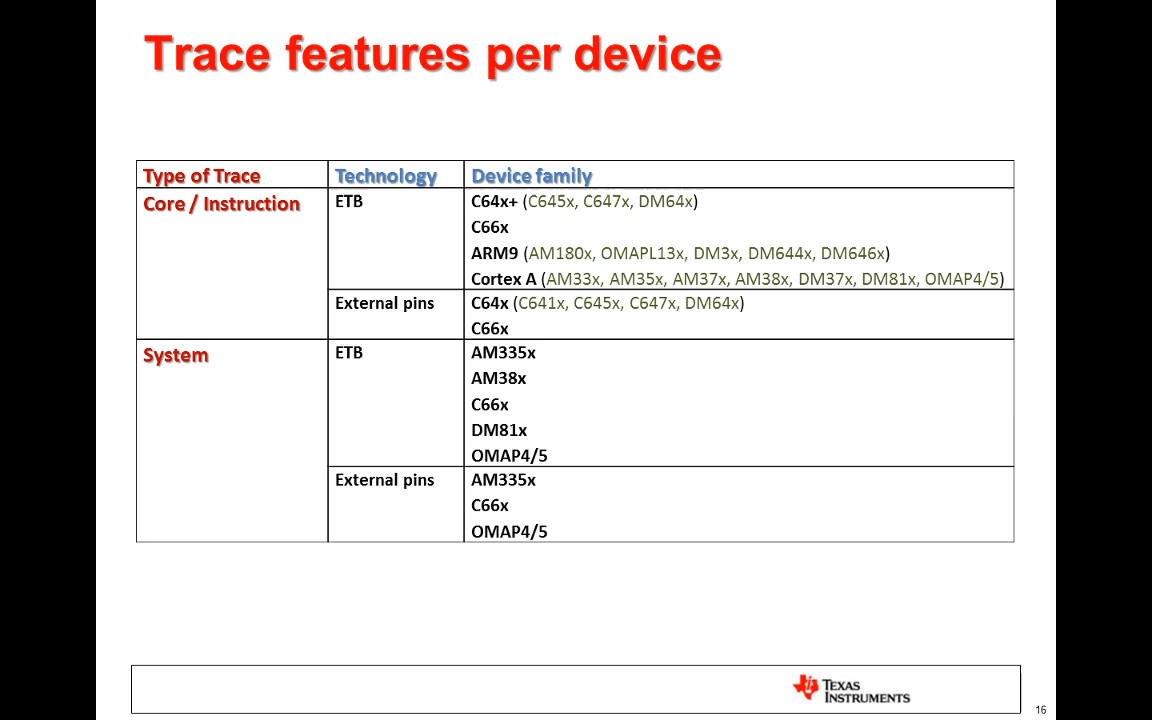 Trace features per device
Type of Trace Technology Device family
Core / Instruction ETB C64x+ (C645x, C647x, DM64x)
C66x
ARM9 (AM180x, OMAPL13x, DM3x, DM644x, DM646x)
Cortex A (AM33x, AM35x, AM37x, AM38x, DM37x, DM81x, OMAP4/5)
External pins C64x (C641x, C645x, C647x, DM64x)
C66x
System ETB AM335x
AM38x
C66x
DM81x
OMAP4/5
External pins AM335x
C66x
OMAP4/5
TEXAS
INSTRUMENTS
16